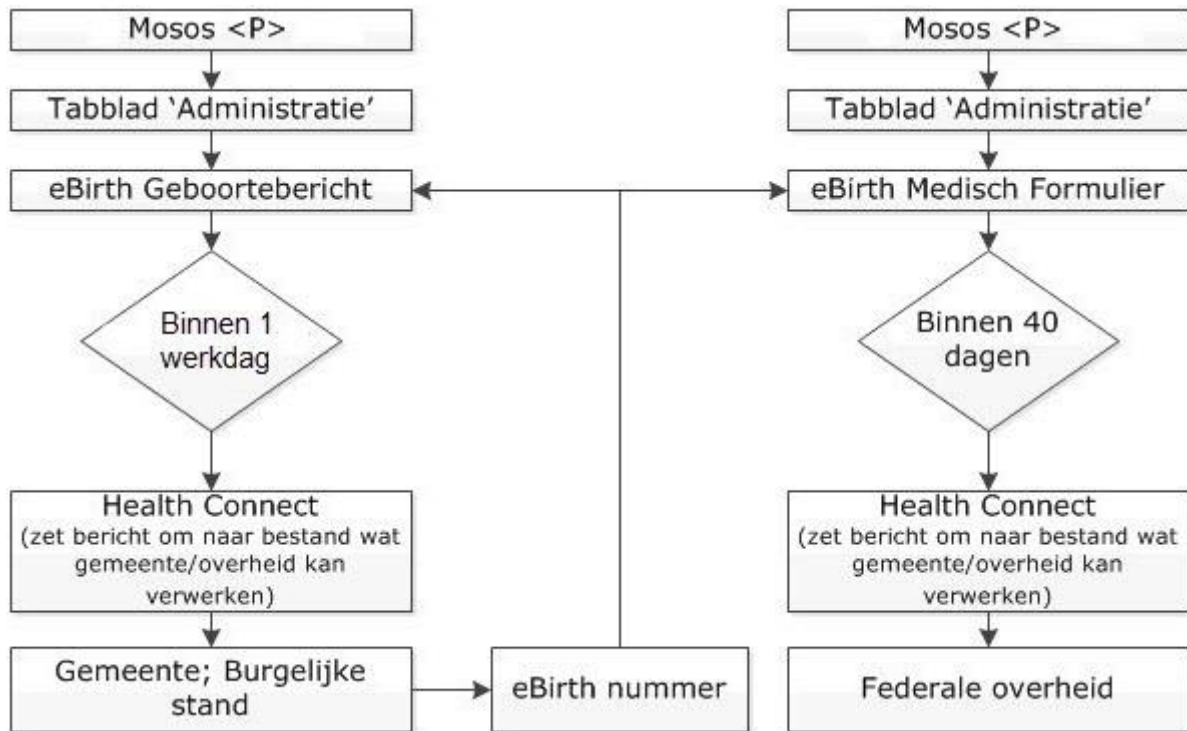 Mosos <P>
Tabblad ‘Administratie’
eBirth Geboortebericht
Binnen 1
werkdag
Health Connect
(zet bericht om naar bestand wat
gemeente/overheid kan
verwerken)
Gemeente; Burgelijke
stand
eBirth nummer
Mosos <P>
Tabblad ‘Administratie’
eBirth Medisch Formulier
Binnen 40
dagen
Health Connect
(zet bericht om naar bestand wat
gemeente/overheid kan
verwerken)
Federale overheid